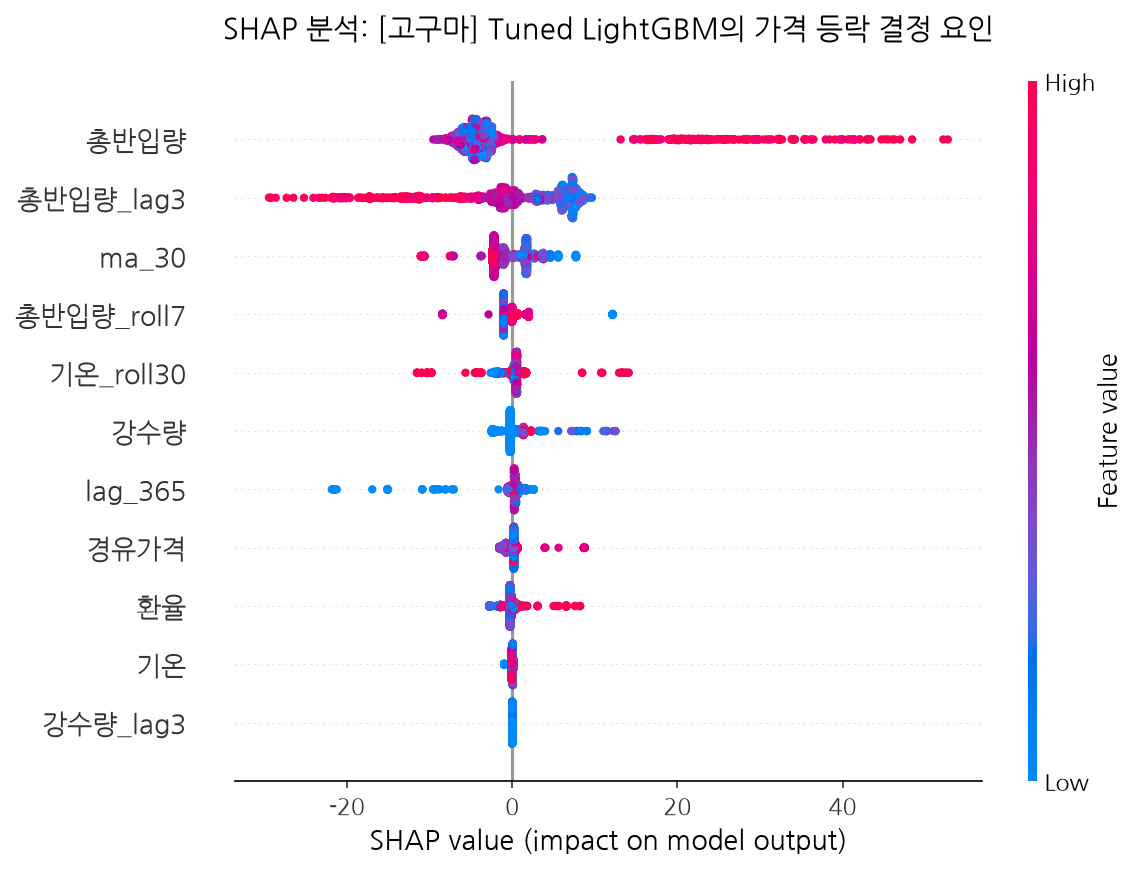 SHAP 분석: [고구마] Tuned LightGBM의 가격 등락 결정 요인
High
총반입량
총반입량_lag3
ma_30
총반입량_roll7
기온_roll30
강수량
lag_365
경유가격
환율
기온
강수량_lag3
Feature value
Low
-20 0 20 40
SHAP value (impact on model output)